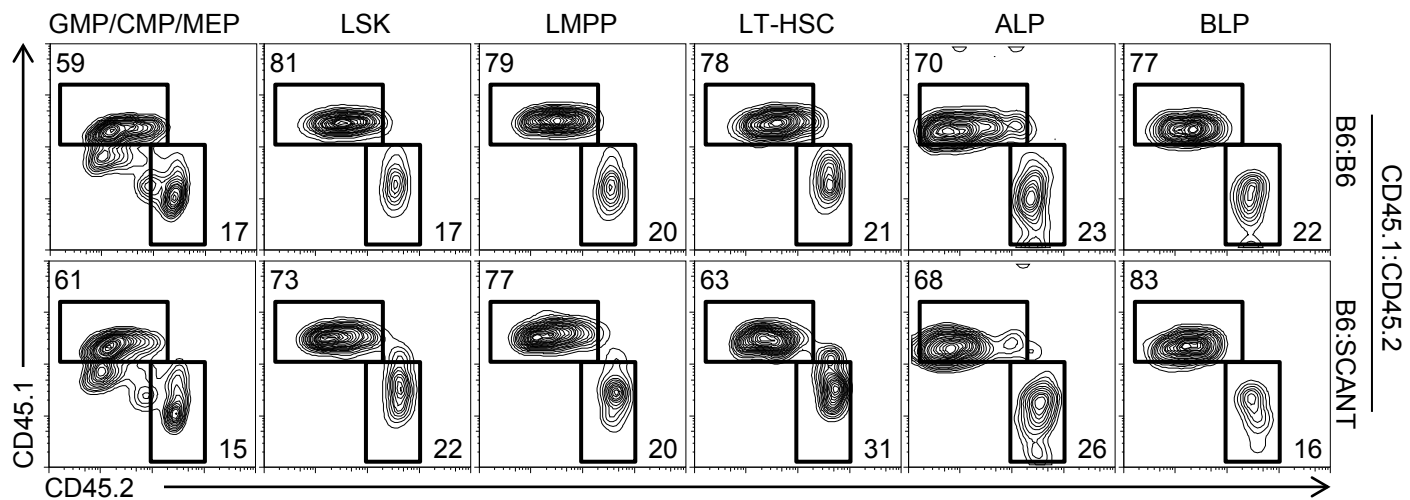 GMP/CMP/MEP LSK LMPP LT-HSC ALP BLP
59 81 79 78 70 77
17 17 20 21 23 22
B6:B6
61 73 77 63 68 83
15 22 20 31 26 16
B6:SCANT
CD45.1:CD45.2
CD45.1
CD45.2